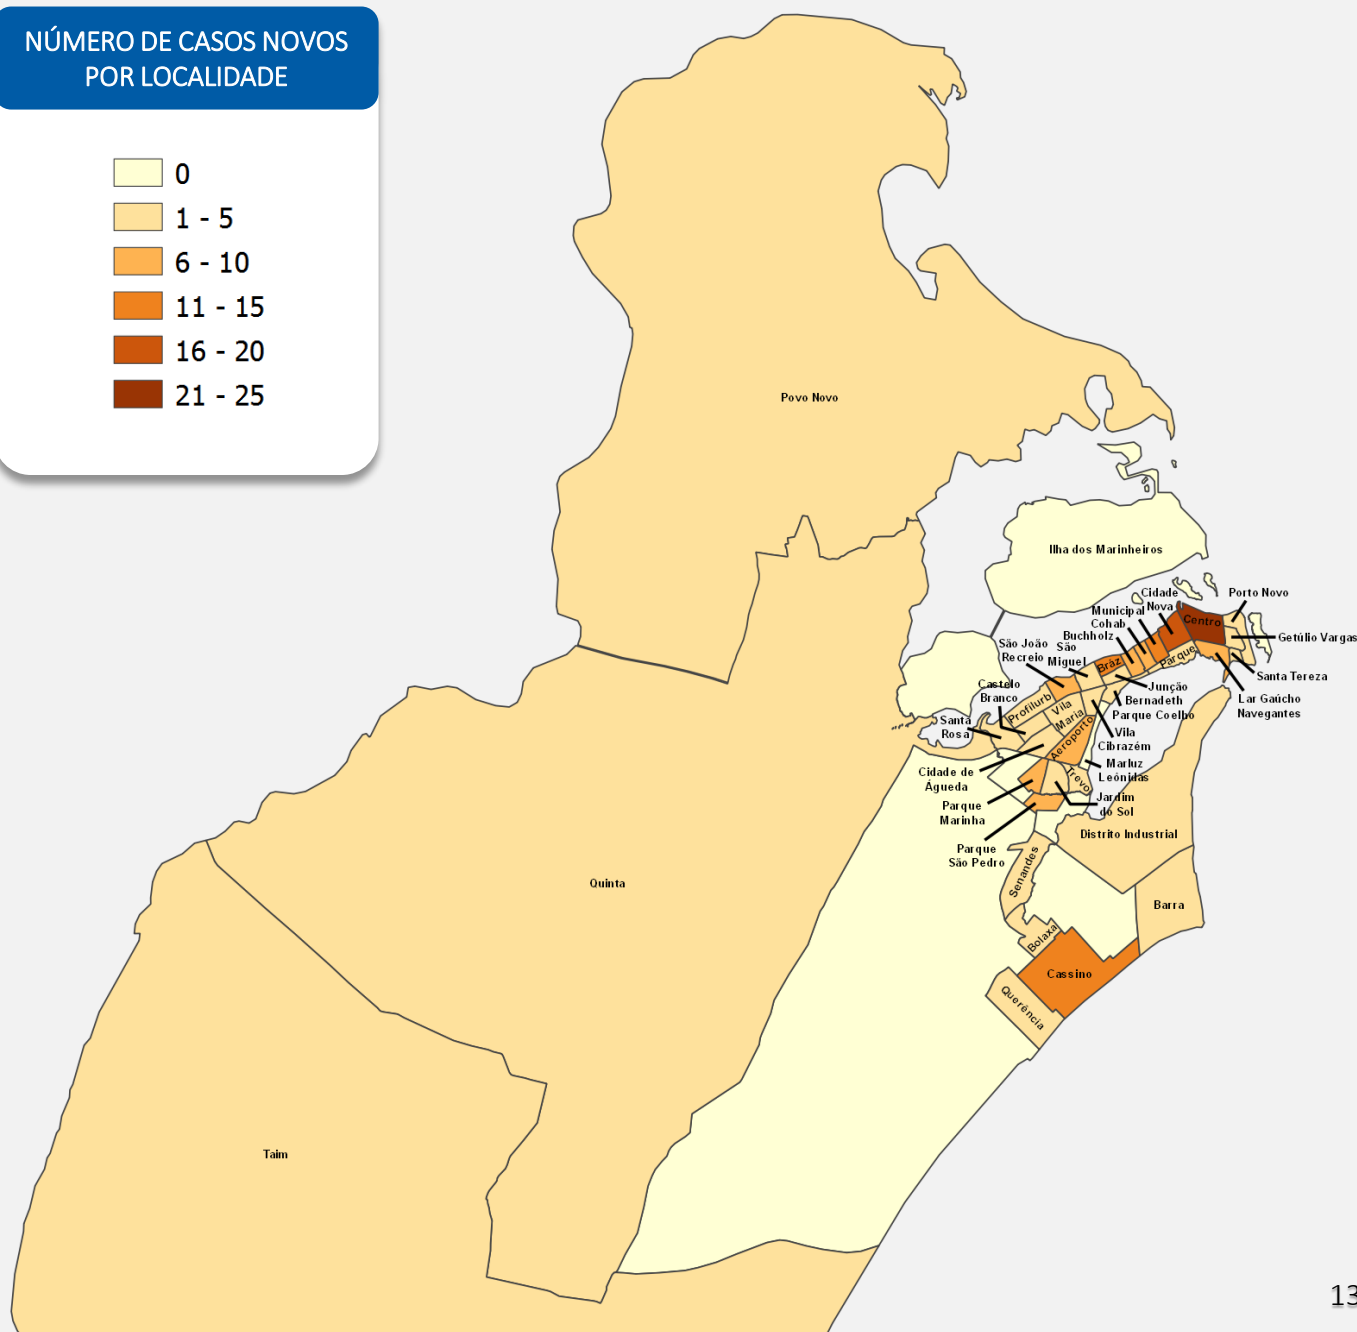 NÚMERO DE CASOS NOVOS
POR LOCALIDADE
0
1 - 5
6 - 10
11 - 15
16 - 20
21 - 25
Povo Novo
Ilha dos Marinheiros
Cidade
Nova
Porto Novo
Municipal
Cohab
Buchholz
Centro
Getúlio Vargas
São João
Recreio
São
Miguel
Bráz
Parque
Santa Tereza
Junção
Bernadeth
Parque Coelho
Lar Gaúcho
Navegantes
Castelo
Branco
Profilurb
Vila
Maria
Santa
Rosa
Aeroporto
Vila
Cibrazém
Marluz
Leónidas
Cidade de
Águeda
Trevo
Parque
Marinha
Jardim
do Sol
Distrito Industrial
Parque
São Pedro
Senandes
Quinta
Barra
Bolaxa
Cassino
Querência
Taim
13